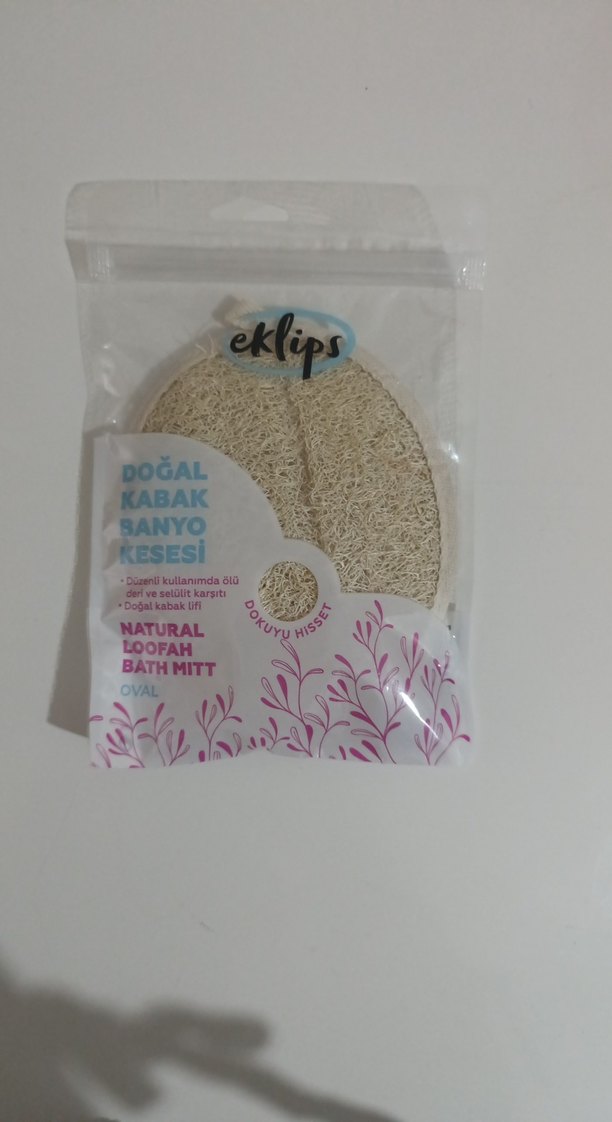 eklips
DOĞAL
KABAK
BANYO
KESESİ
• Düzenli kullanımda ölü
deri ve selülit karşıtı
• Doğal kabak lifi
DOKUYU HİSSET
NATURAL
LOOFAH
BATH MITT
OVAL